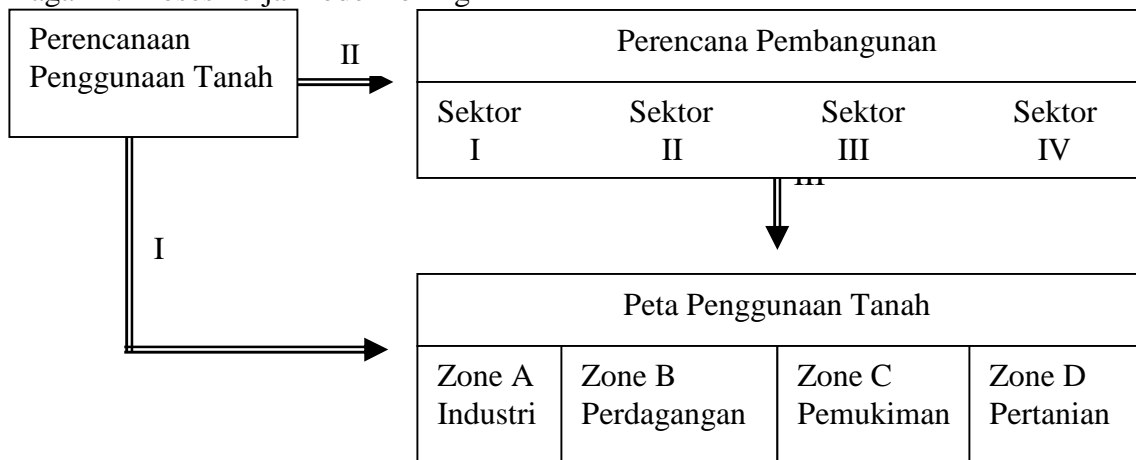 Perencanaan
Penggunaan Tanah
II
Perencana Pembangunan
Sektor Sektor Sektor Sektor
I II III IV
III
I
Peta Penggunaan Tanah
Zone A Zone B Zone C Zone D
Industri Perdagangan Pemukiman Pertanian